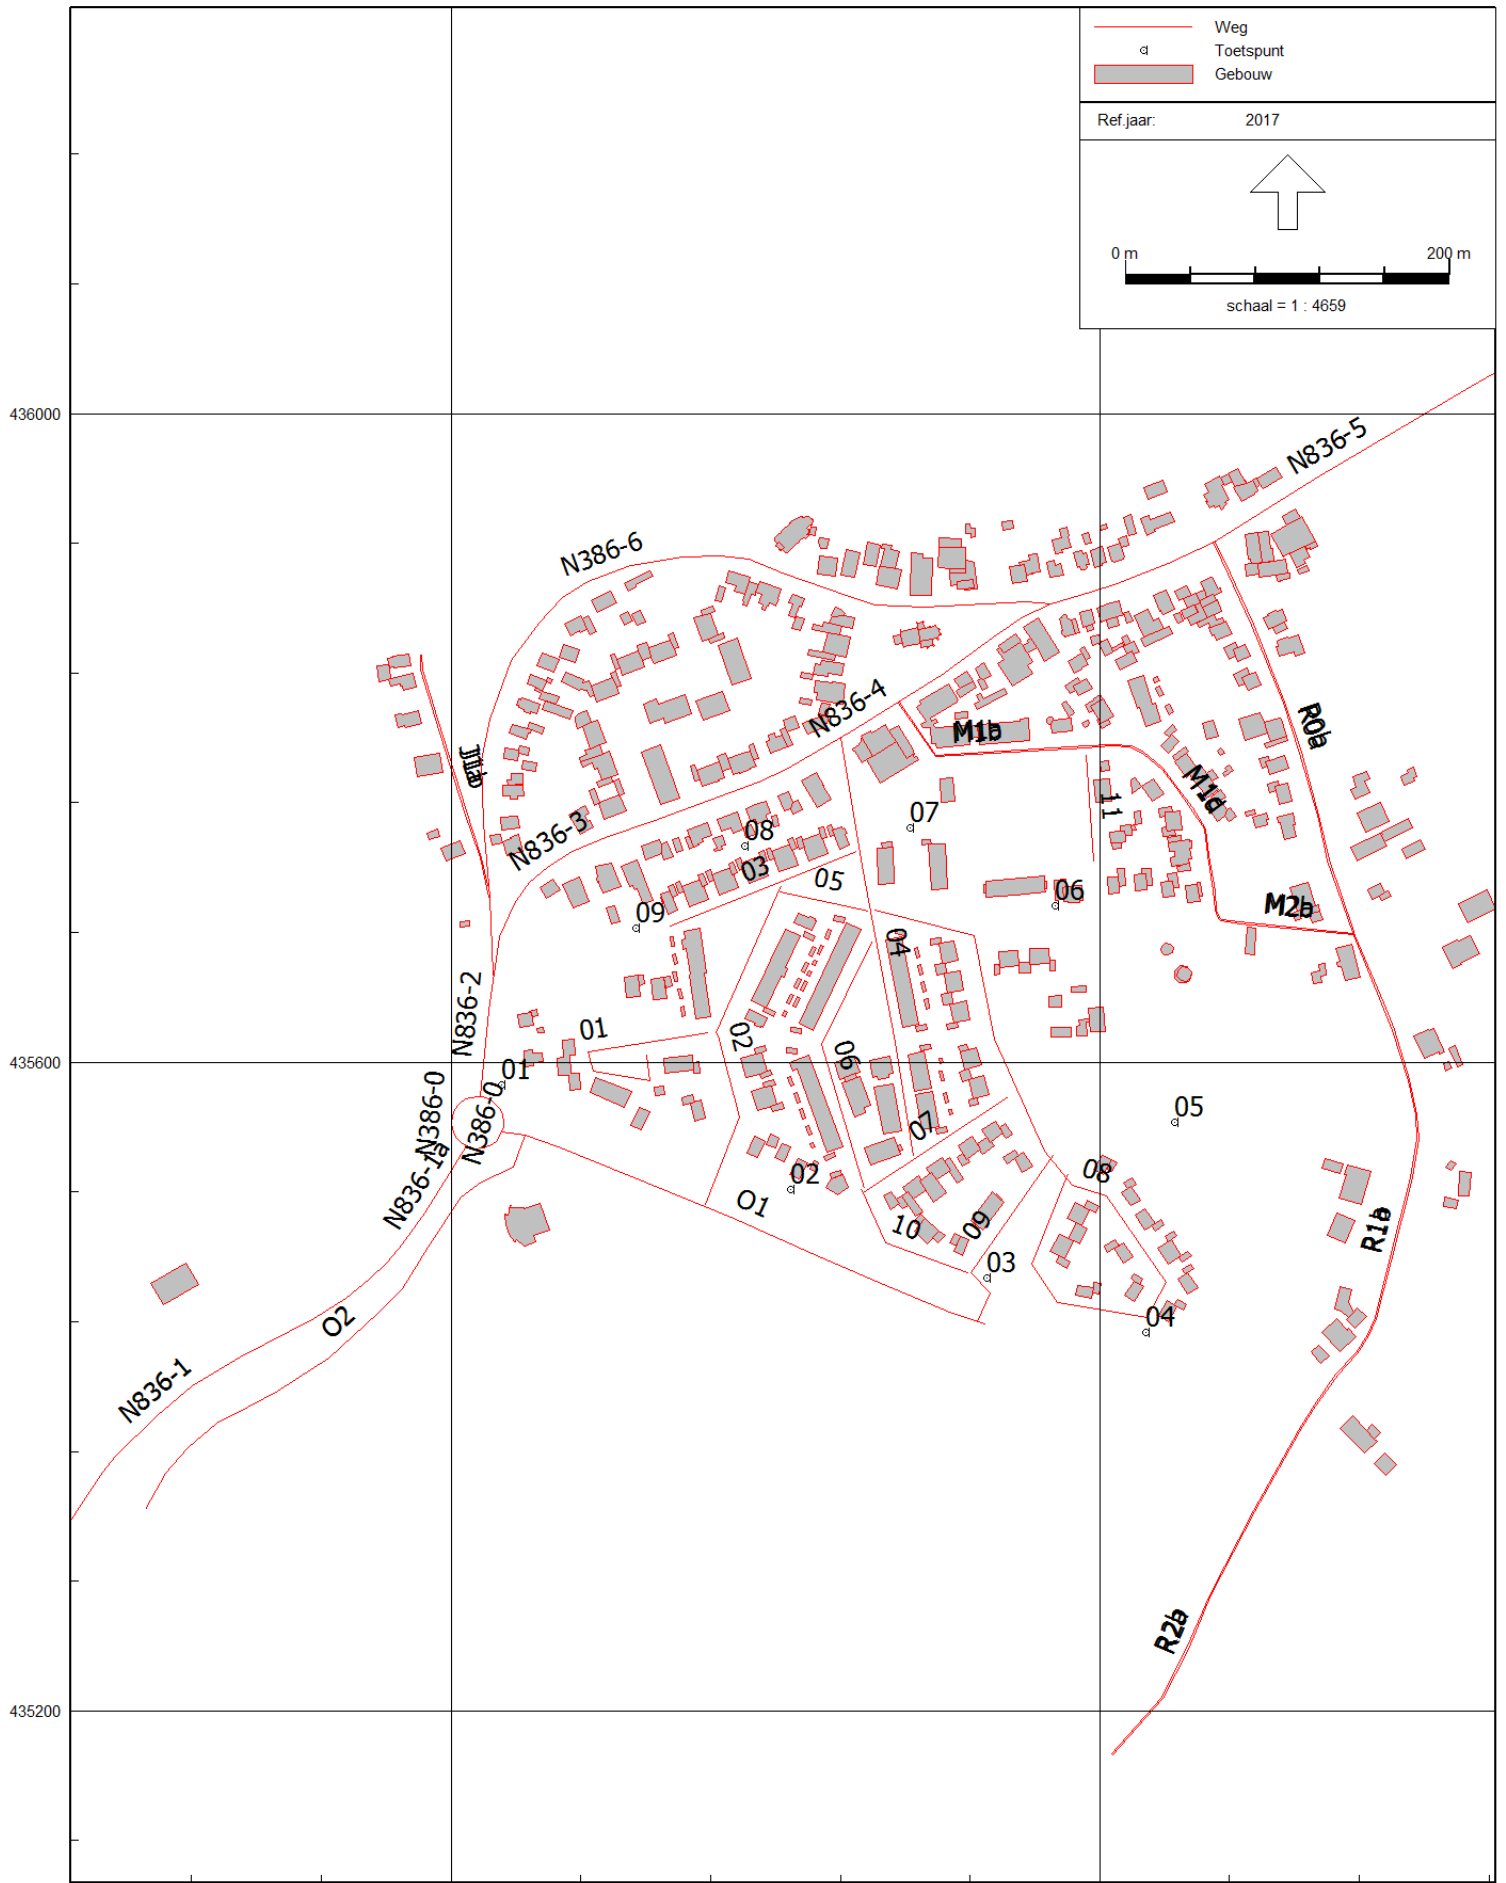 Weg
Toetspunt
Gebouw
Ref.jaar: 2017
0 m 200 m
schaal = 1 : 4659
436000
N836-5
N386-6
N836-4
M1b
R0b
M1d
N836-3
08
07
11
03
05
06
M2b
09
04
N836-2
01
02
06
01
N386-0
N386-0
05
07
N836-1a
08
02
O1
10
09
R1b
03
O2
04
N836-1
R2b
435600
435200